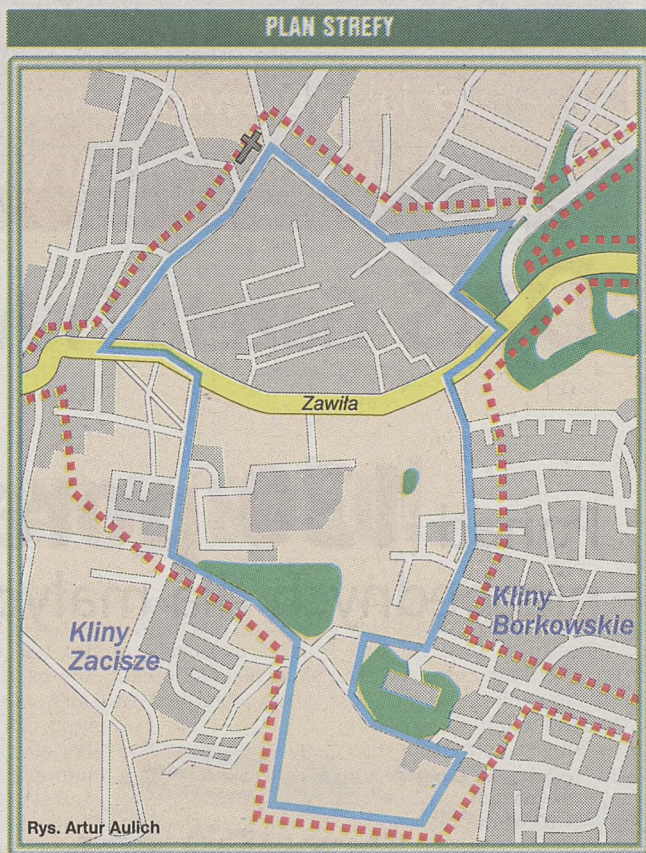 PLAN STREFY
Zawiła
Kliny
Zacisze
Kliny
Borkowskie
Rys. Artur Aulich